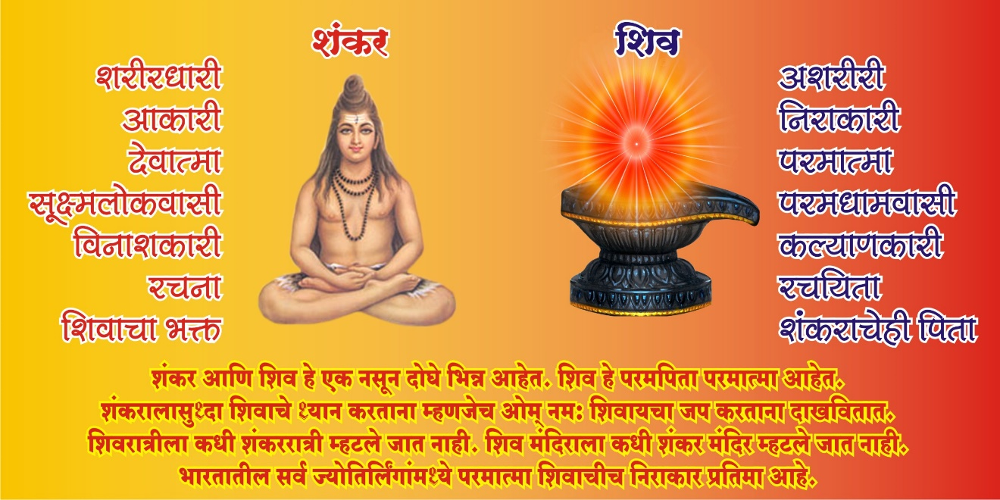 शंकर
शरीरधारी
आकारी
देवात्मा
सूक्ष्मलोकवासी
विनाशकारी
रचना
शिवाचा भक्त
शिव
अशरीरी
निराकारी
परमात्मा
परमधामवासी
कल्याणकारी
रचयिता
शंकराचेही पिता
शंकर आणि शिव हे एक नसून दोघे भिन्न आहेत. शिव हे परमपिता परमात्मा आहेत.
शंकरालासुध्दा शिवाचे ध्यान करताना म्हणजेच ओम् नमः शिवायचा जप करताना दाखवितात.
शिवरात्रीला कधी शंकररात्री म्हटले जात नाही. शिव मंदिराला कधी शंकर मंदिर म्हटले जात नाही.
भारतातील सर्व ज्योतिर्लिंगांमध्ये परमात्मा शिवाचीच निराकार प्रतिमा आहे.